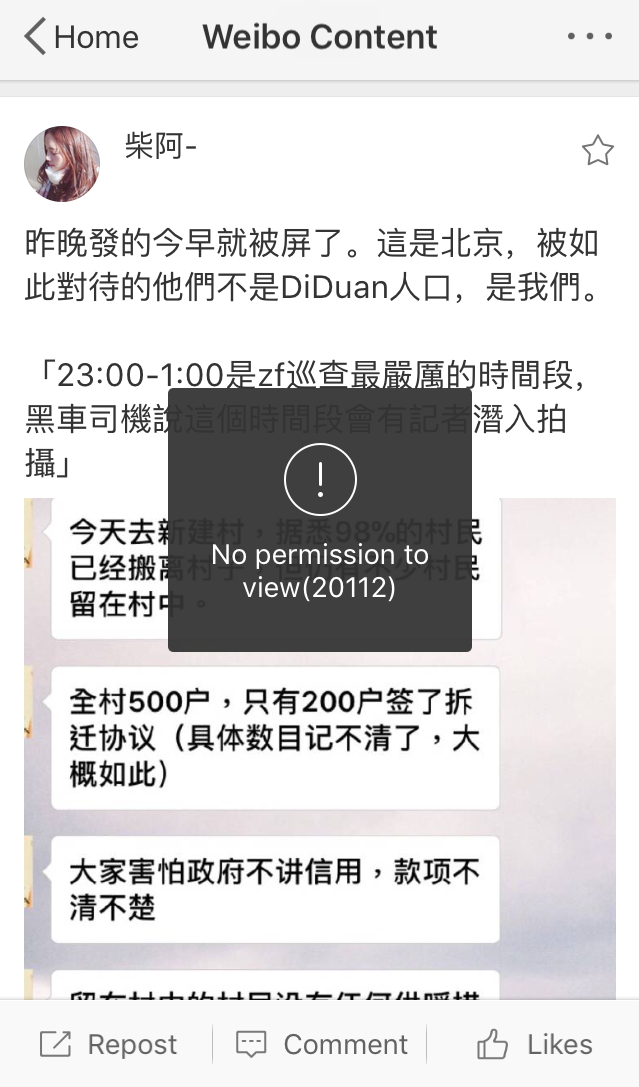 Home
Weibo Content
柴阿-
昨晚發的今早就被屏了。這是北京，被如
此對待的他們不是DiDuan人口，是我們。
「23:00-1:00是zf巡查最嚴厲的時間段，
黑車司機說這個時間段會有記者潛入拍
攝」
No permission to
view(20112)
今天去新建村，据悉98%的村民
已经搬离村子，但仍有不少村民
留在村中。
全村500户，只有200户签了拆
迁协议（具体数目记不清了，大
概如此）
大家害怕政府不讲信用，款项不
清不楚
Repost
Comment
Likes